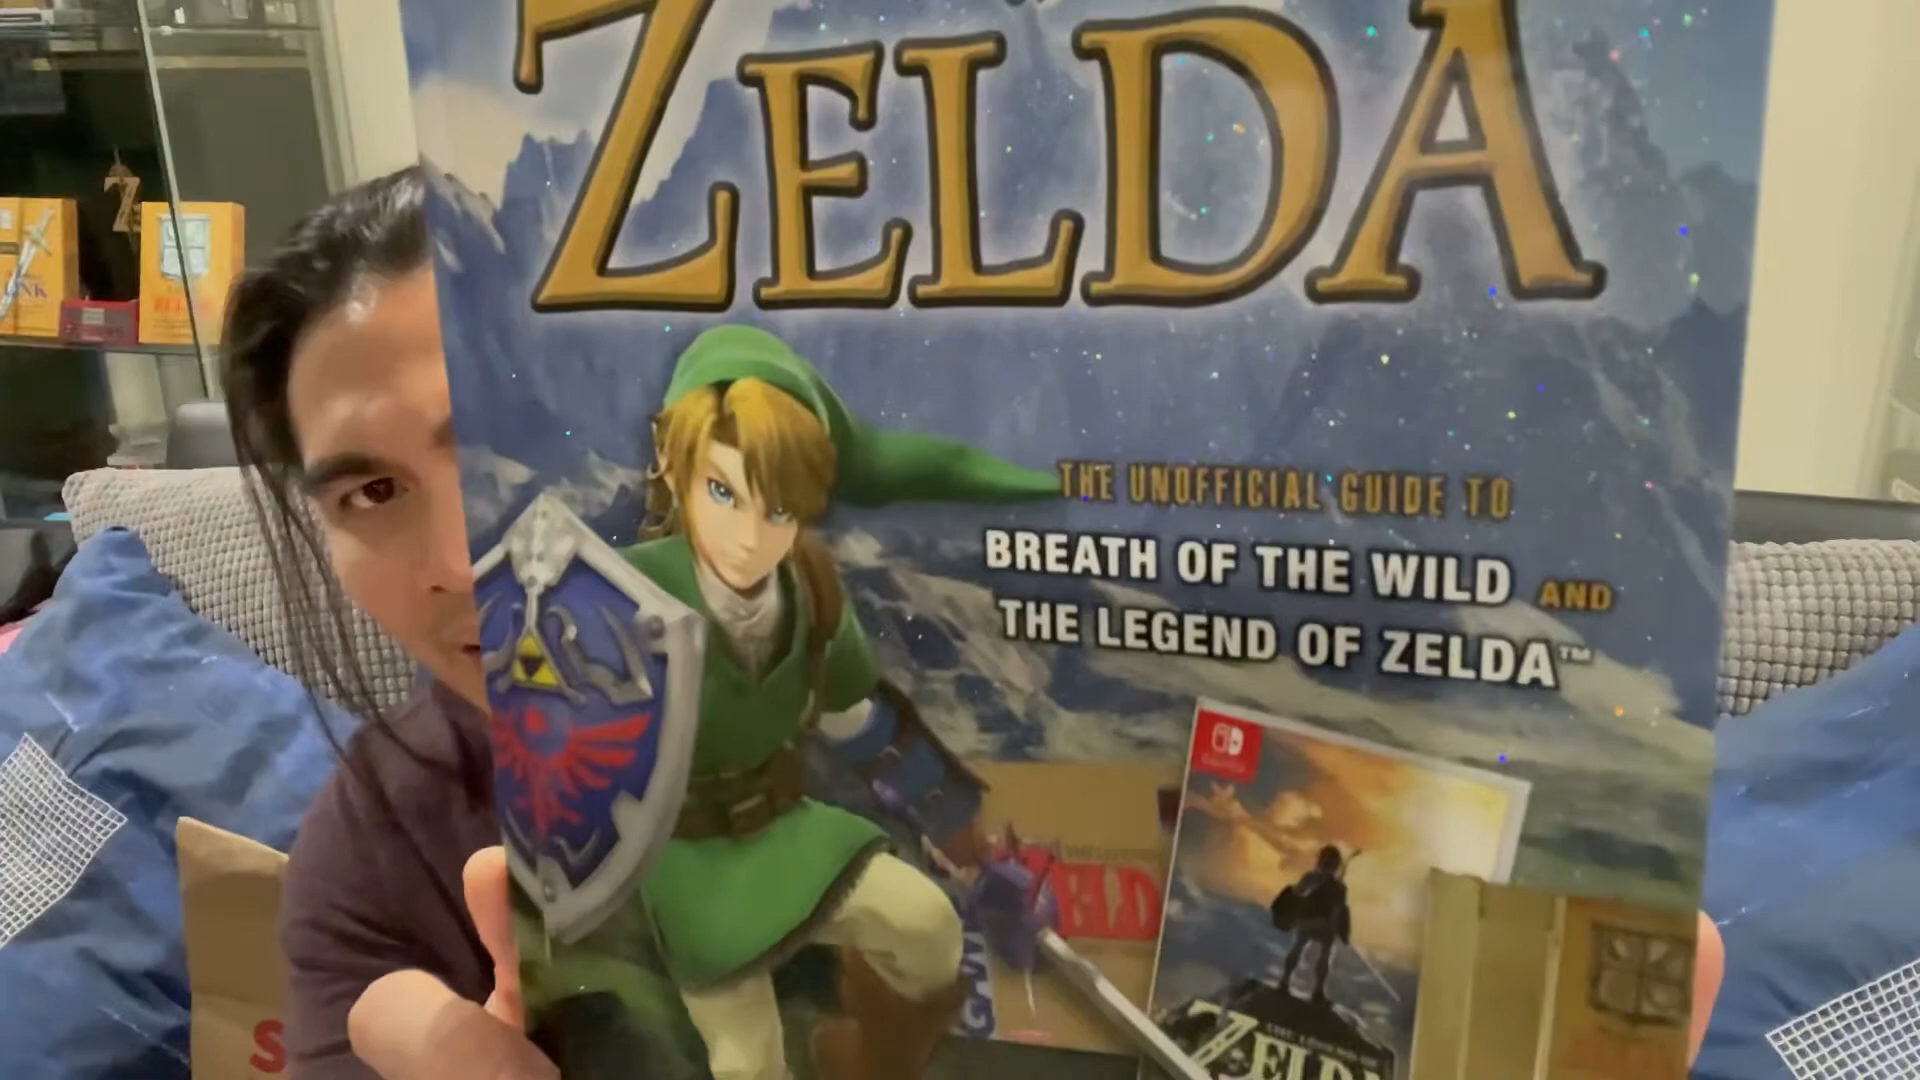 ZELDA
THE UNOFFICIAL GUIDE TO
BREATH OF THE WILD AND
THE LEGEND OF ZELDA™
ZELDA